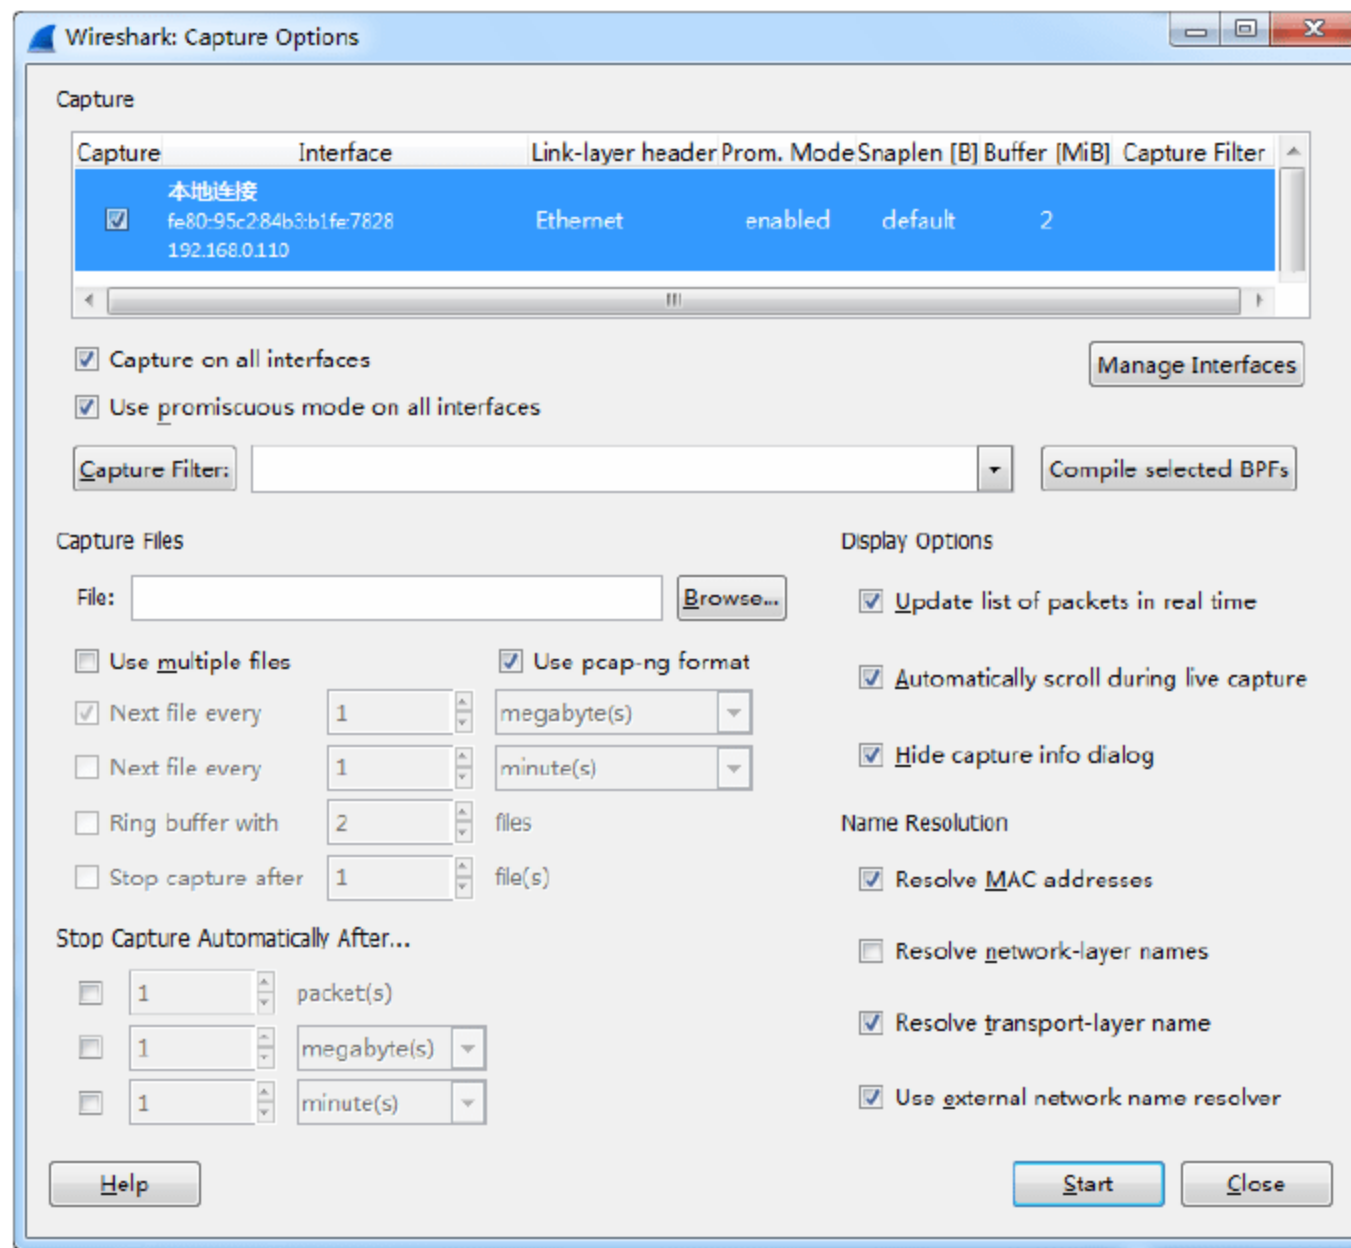 Wireshark: Capture Options
Capture
Capture Interface Link-layer header Prom. Mode Snaplen [B] Buffer [MiB] Capture Filter
本地连接
fe80:95c2:84b3:b1fe:7828 Ethernet enabled default 2
192.168.0.110
Capture on all interfaces
Manage Interfaces
Use promiscuous mode on all interfaces
Capture Filter: Compile selected BPFs
Capture Files Display Options
File: Browse... Update list of packets in real time
Use multiple files Use pcap-ng format
Automatically scroll during live capture
Next file every 1 megabyte(s)
Hide capture info dialog
Next file every 1 minute(s)
Ring buffer with 2 files Name Resolution
Stop capture after 1 file(s) Resolve MAC addresses
Stop Capture Automatically After... Resolve network-layer names
1 packet(s)
Resolve transport-layer name
1 megabyte(s)
1 minute(s) Use external network name resolver
Help Start Close